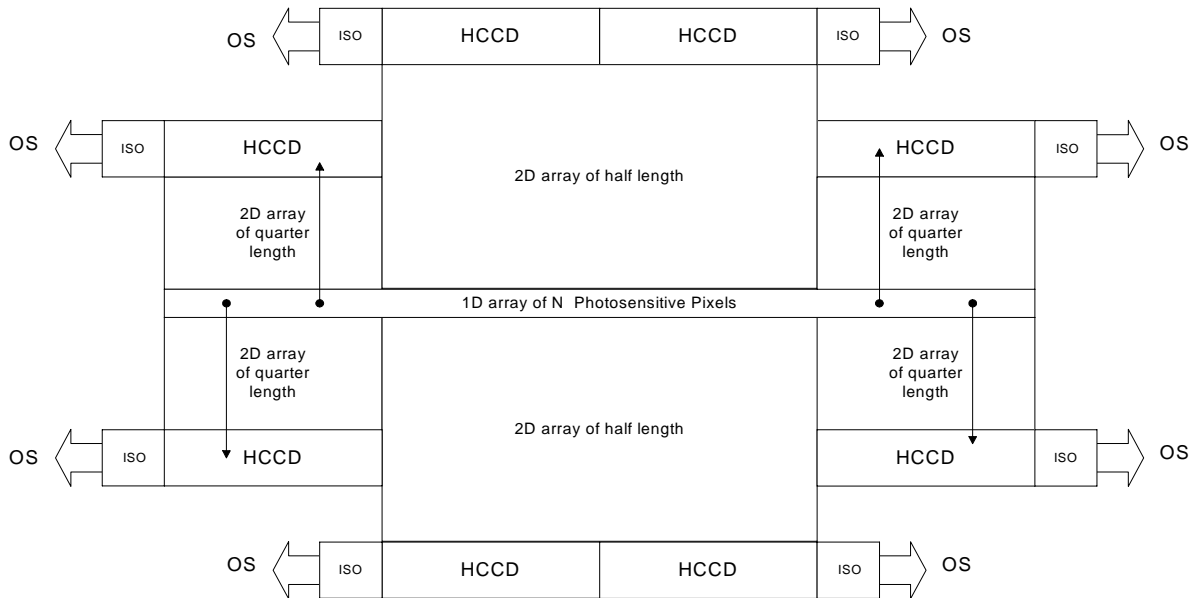 OS ISO HCCD HCCD ISO OS
OS ISO HCCD HCCD ISO OS
2D array of half length
2D array
of quarter
length
2D array
of quarter
length
1D array of N Photosensitive Pixels
2D array
of quarter
length
2D array
of quarter
length
2D array of half length
OS ISO HCCD HCCD ISO OS
OS ISO HCCD HCCD ISO OS